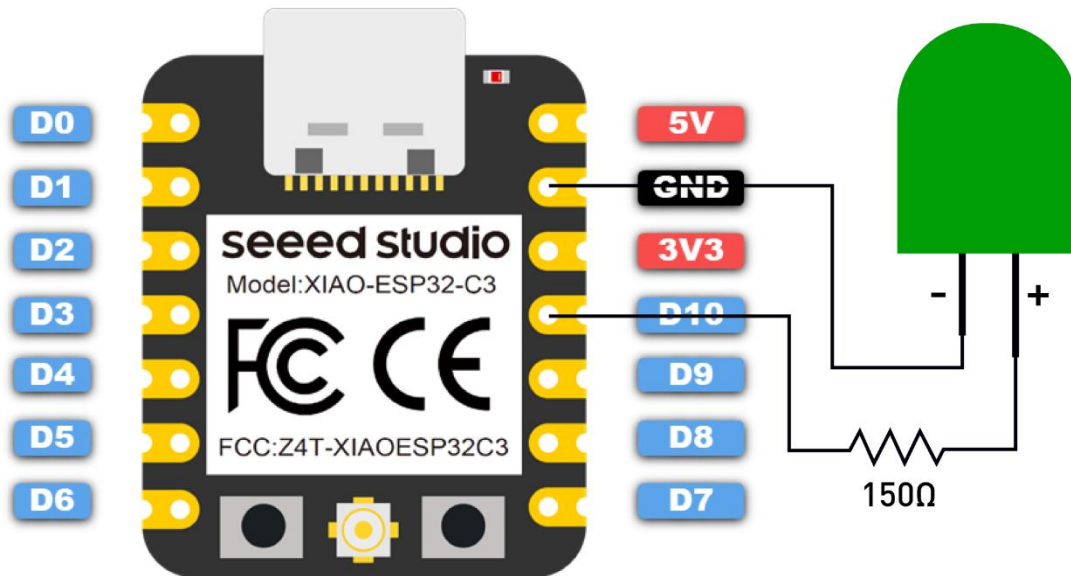 D0
D1
D2
D3
D4
D5
D6
seeed studio
Model:XIAO-ESP32-C3
FC CE
FCC:Z4T-XIAOESP32C3
5V
GND
3V3
D10
D9
D8
D7
- +
150Ω